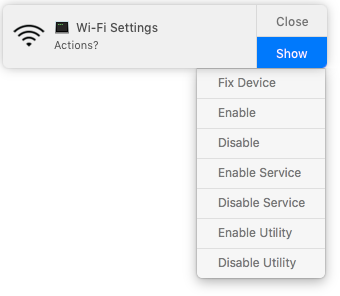 Wi-Fi Settings
Actions?
Close
Show
Fix Device
Enable
Disable
Enable Service
Disable Service
Enable Utility
Disable Utility